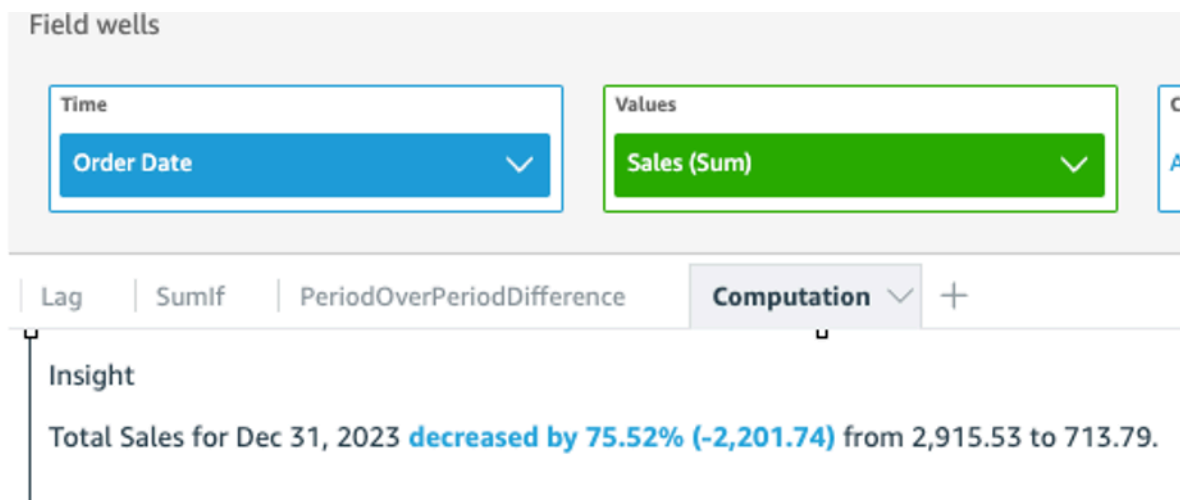 Field wells
Time
Values
Order Date
Sales (Sum)
Lag
SumIf
PeriodOverPeriodDifference
Computation
Insight
Total Sales for Dec 31, 2023 decreased by 75.52% (-2,201.74) from 2,915.53 to 713.79.